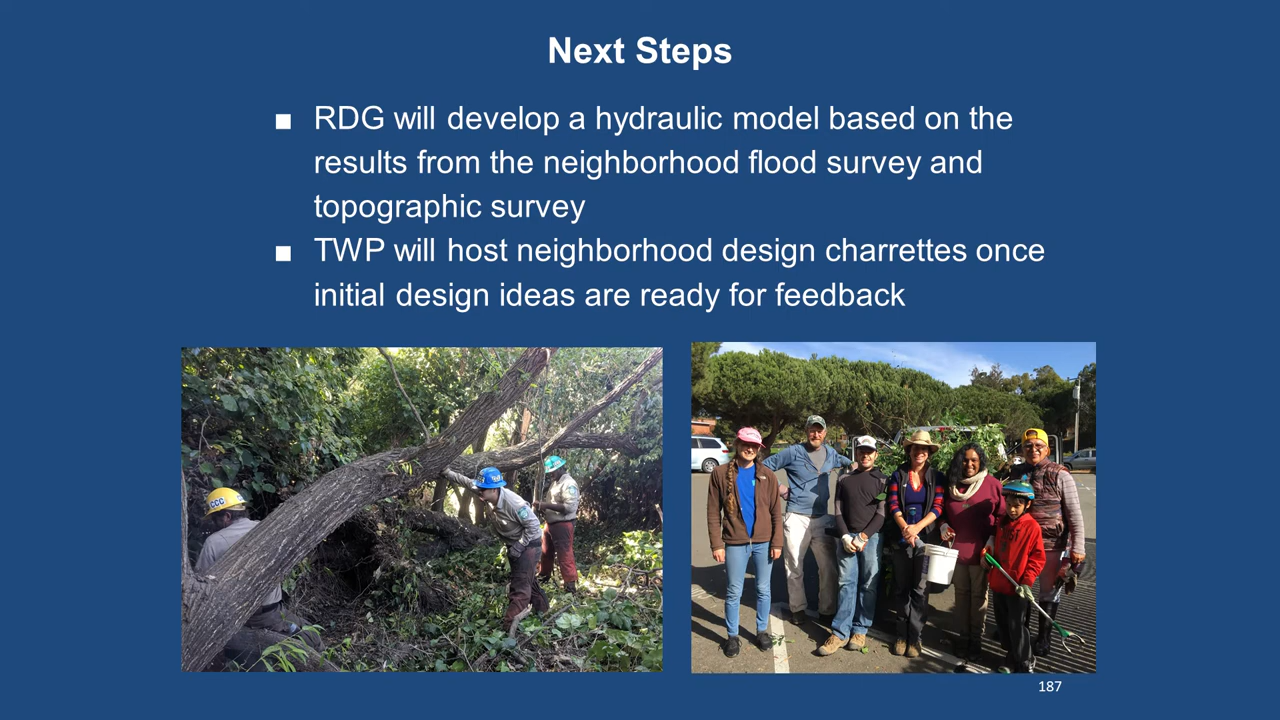 Next Steps
■ RDG will develop a hydraulic model based on the
results from the neighborhood flood survey and
topographic survey
■ TWP will host neighborhood design charrettes once
initial design ideas are ready for feedback
CCC
187